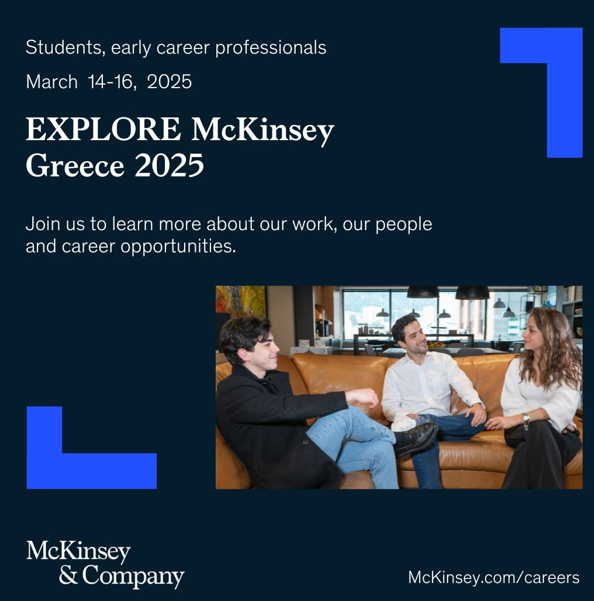 Students, early career professionals
March 14-16, 2025
EXPLORE McKinsey
Greece 2025
Join us to learn more about our work, our people
and career opportunities.
McKinsey
& Company
McKinsey.com/careers